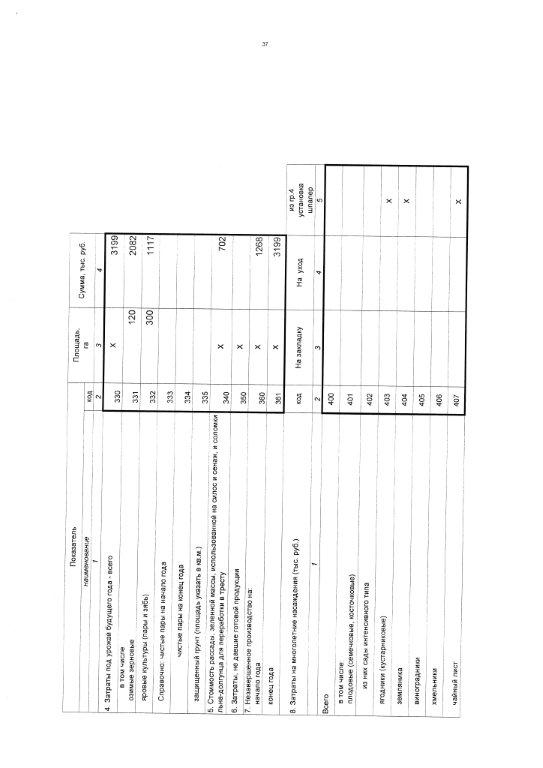 37
Показатель Площадь, га Сумма, тыс. руб.
наименование код
1 2 3 4
4. Затраты под урожай будущего года - всего 330 X 3199
в том числе
озимые зерновые 331 120 2082
яровые культуры (пары и зябь) 332 300 1117
Справочно: чистые пары на начало года 333
чистые пары на конец года 334
защищенный грунт (площадь указать в кв.м.) 335
5. Стоимость рассады, зеленной массы, использованной на силос и сенаж, и соломки
льна-долгунца для переработки в тресту 340 X 702
6. Затраты, не давшие готовой продукции 350 X
7. Незавершенное производство на:
начало года 360 X 1268
конец года 361 X 3199
8. Затраты на многолетние насаждения (тыс. руб.) код На закладку На уход из гр.4 установка шпалер
1 2 3 4 5
Всего 400
в том числе
плодовые (семечковые, косточковые) 401
из них сады интенсивного типа 402
ягодники (кустарниковые) 403 X
земляника 404 X
виноградники 405
хмельники 406
чайный лист 407 X